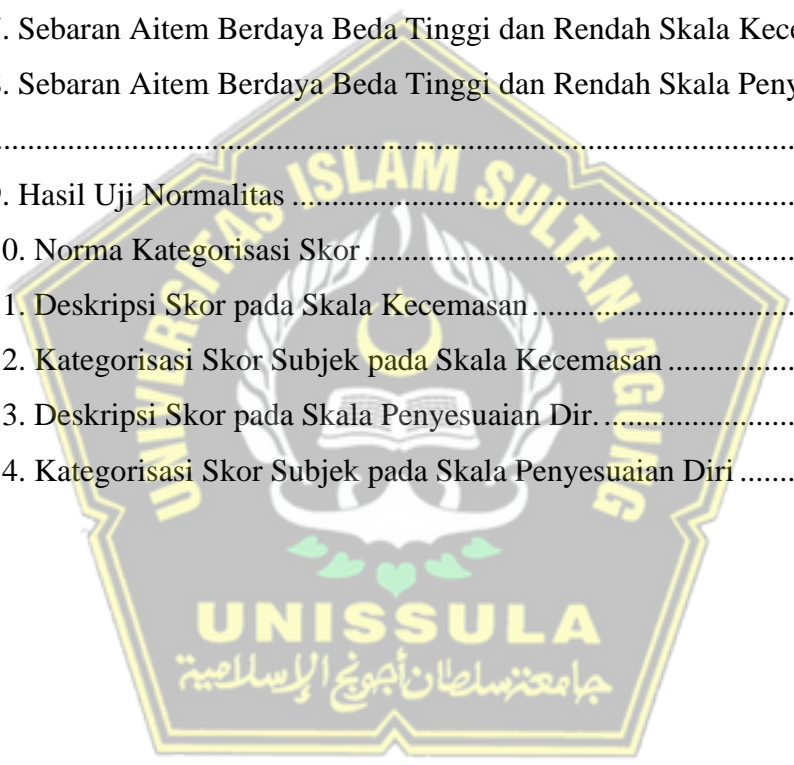 . Sebaran Aitem Berdaya Beda Tinggi dan Rendah Skala
. Sebaran Aitem Berdaya Beda Tinggi dan Rendah Skala
...............................................................................................
. Hasil Uji Normalitas ..............................................................
0. Norma Kategorisasi Skor.....................................................
1. Deskripsi Skor pada Skala Kecemasan................................
2. Kategorisasi Skor Subjek pada Skala Kecemasan ...............
3. Deskripsi Skor pada Skala Penyesuaian Dir........................
4. Kategorisasi Skor Subjek pada Skala Penyesuaian Diri .......
UNIVERSITAS ISLAM SULTAN AGUNG
UNISSULA
جامعة سلطان أجونج الإسلامية